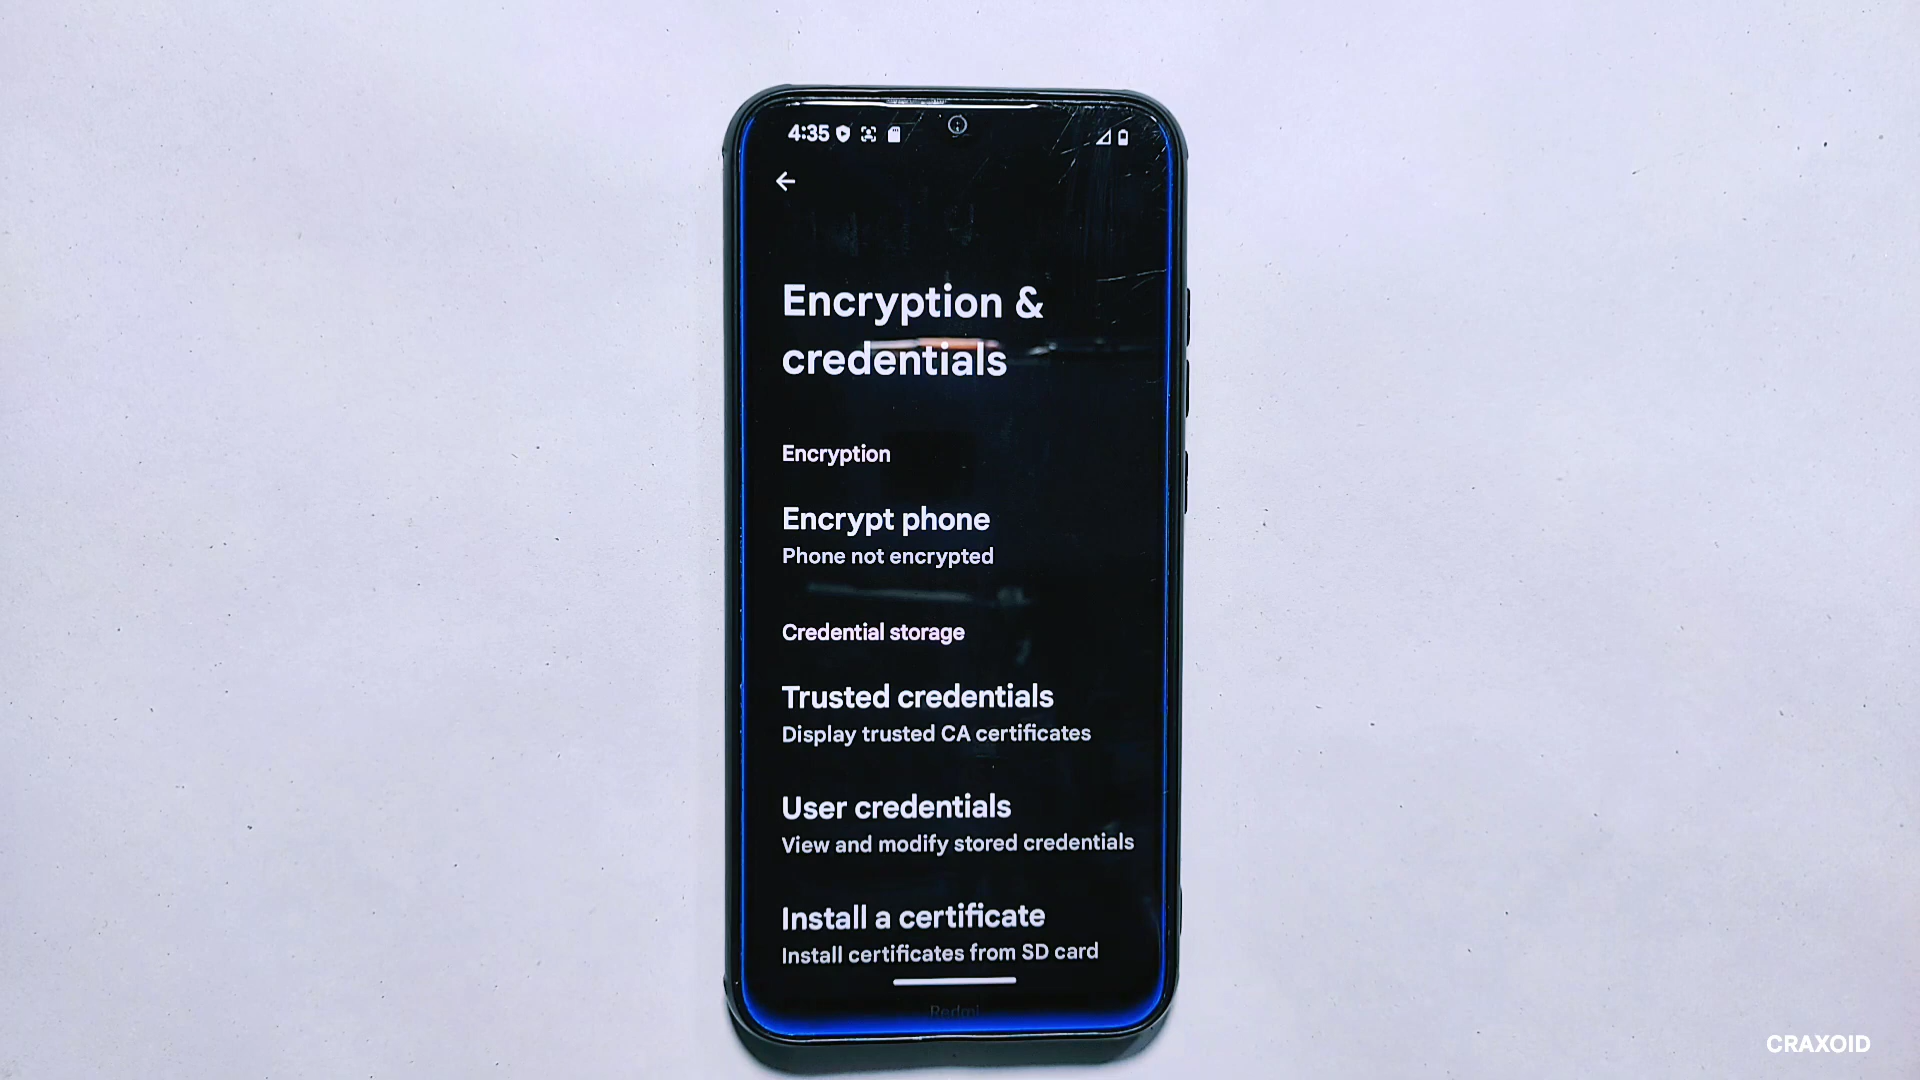 4:35
Encryption &
credentials
Encryption
Encrypt phone
Phone not encrypted
Credential storage
Trusted credentials
Display trusted CA certificates
User credentials
View and modify stored credentials
Install a certificate
Install certificates from SD card
Redmi
CRAXOID